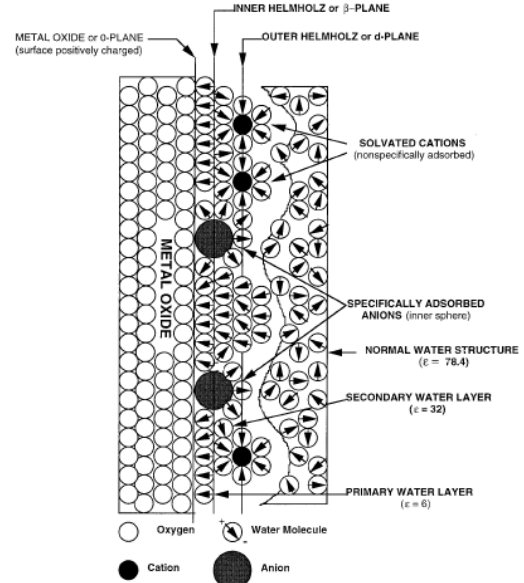 INNER HELMHOLZ or β-PLANE
METAL OXIDE or 0-PLANE
(surface positively charged)
OUTER HELMHOLZ or d-PLANE
SOLVATED CATIONS
(nonspecifically adsorbed)
METAL OXIDE
SPECIFICALLY ADSORBED
ANIONS (inner sphere)
NORMAL WATER STRUCTURE
(ε = 78.4)
SECONDARY WATER LAYER
(ε = 32)
PRIMARY WATER LAYER
(ε = 6)
Oxygen
+
-
Water Molecule
Cation
Anion